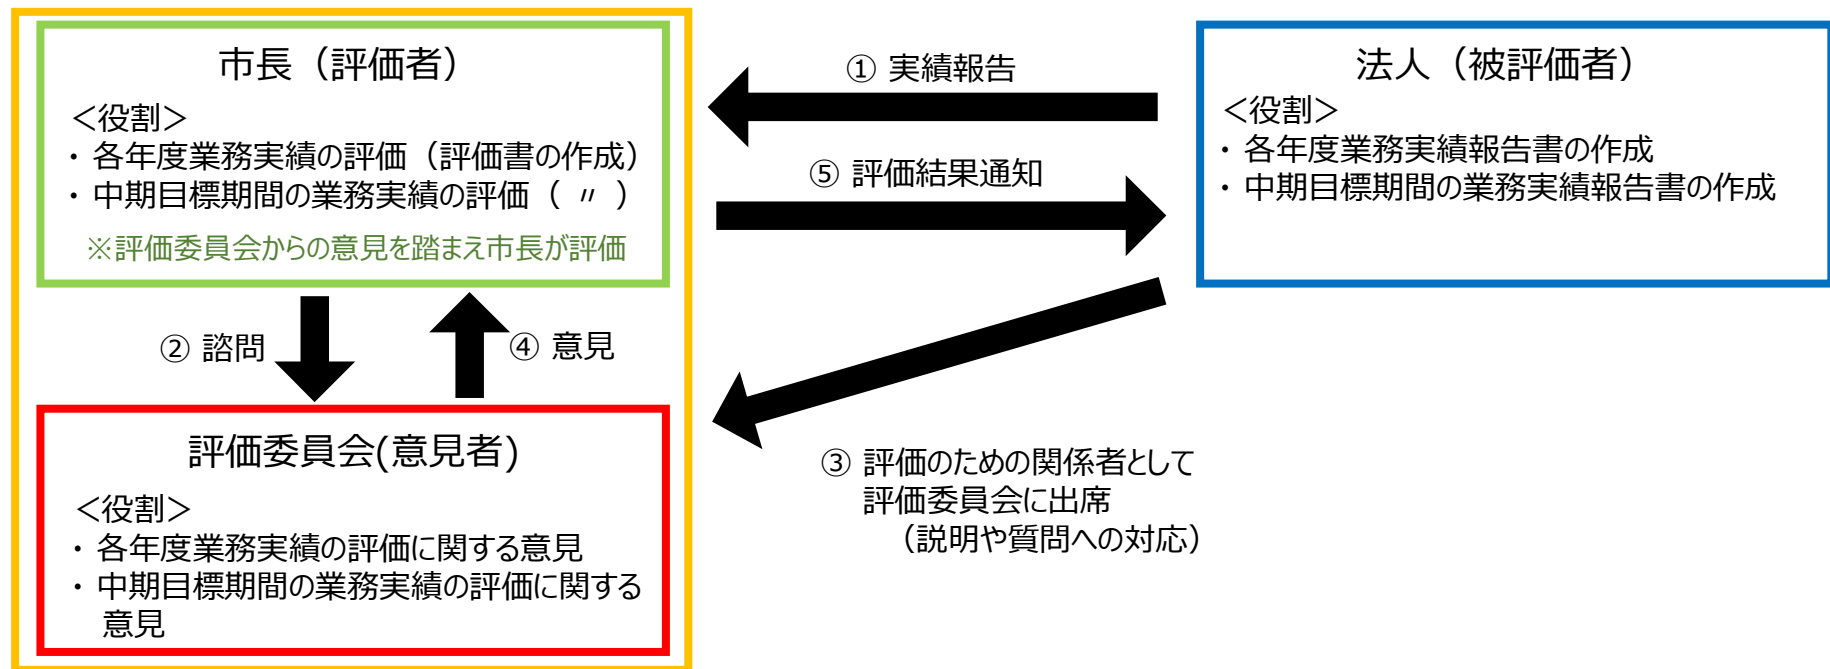 市長（評価者）
＜役割＞
・各年度業務実績の評価（評価書の作成）
・中期目標期間の業務実績の評価（ 〃 ）
※評価委員会からの意見を踏まえ市長が評価
① 実績報告
⑤ 評価結果通知
法人（被評価者）
＜役割＞
・各年度業務実績報告書の作成
・中期目標期間の業務実績報告書の作成
② 諮問
④ 意見
評価委員会(意見者)
＜役割＞
・各年度業務実績の評価に関する意見
・中期目標期間の業務実績の評価に関する
意見
③ 評価のための関係者として
評価委員会に出席
（説明や質問への対応）